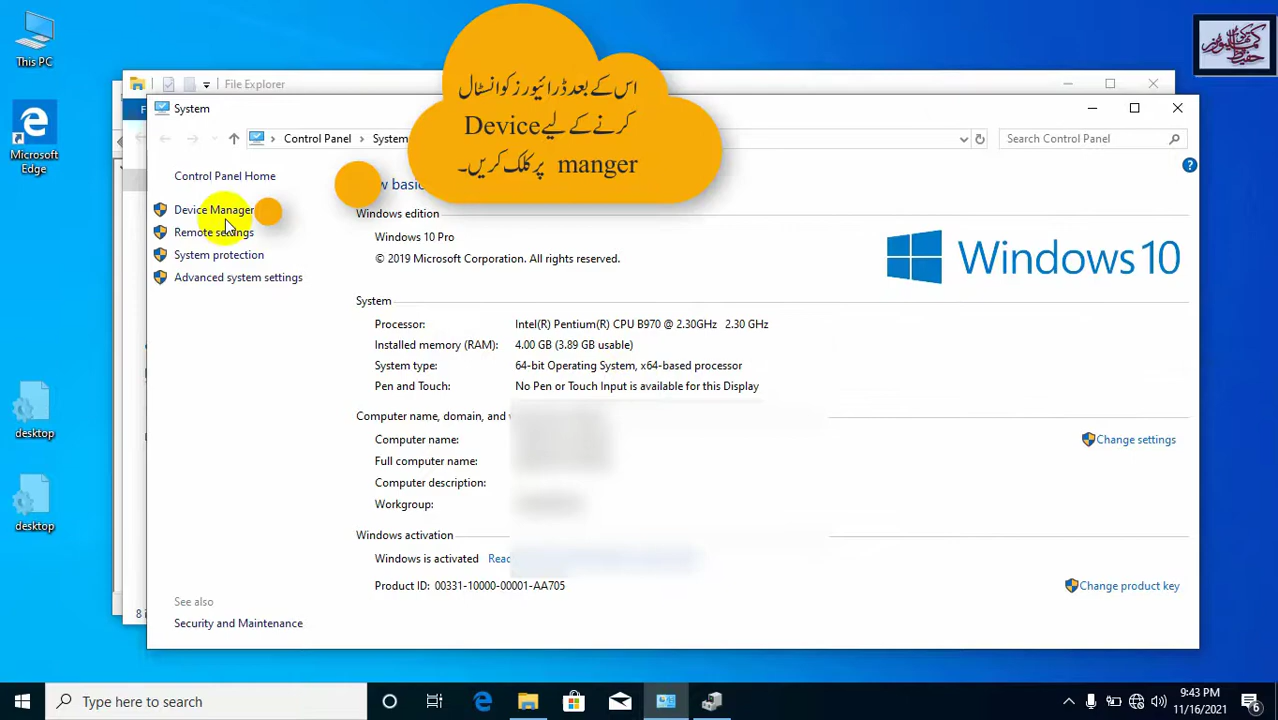 This PC
Microsoft
Edge
desktop
desktop
File Explorer
اس کے بعد ڈرائیورز کو انسٹال
کرنے کے لیے Device
manger پر کلک کریں۔
System
Control Panel
System
Search Control Panel
Control Panel Home
Device Manager
Remote settings
System protection
Advanced system settings
See also
Security and Maintenance
w basic
Windows edition
Windows 10 Pro
© 2019 Microsoft Corporation. All rights reserved.
Windows 10
System
Processor: Intel(R) Pentium(R) CPU B970 @ 2.30GHz 2.30 GHz
Installed memory (RAM): 4.00 GB (3.89 GB usable)
System type: 64-bit Operating System, x64-based processor
Pen and Touch: No Pen or Touch Input is available for this Display
Computer name, domain, and
Computer name:
Change settings
Full computer name:
Computer description:
Workgroup:
Windows activation
Windows is activated Read
Product ID: 00331-10000-00001-AA705
Change product key
8 i
Type here to search
9:43 PM
11/16/2021
6